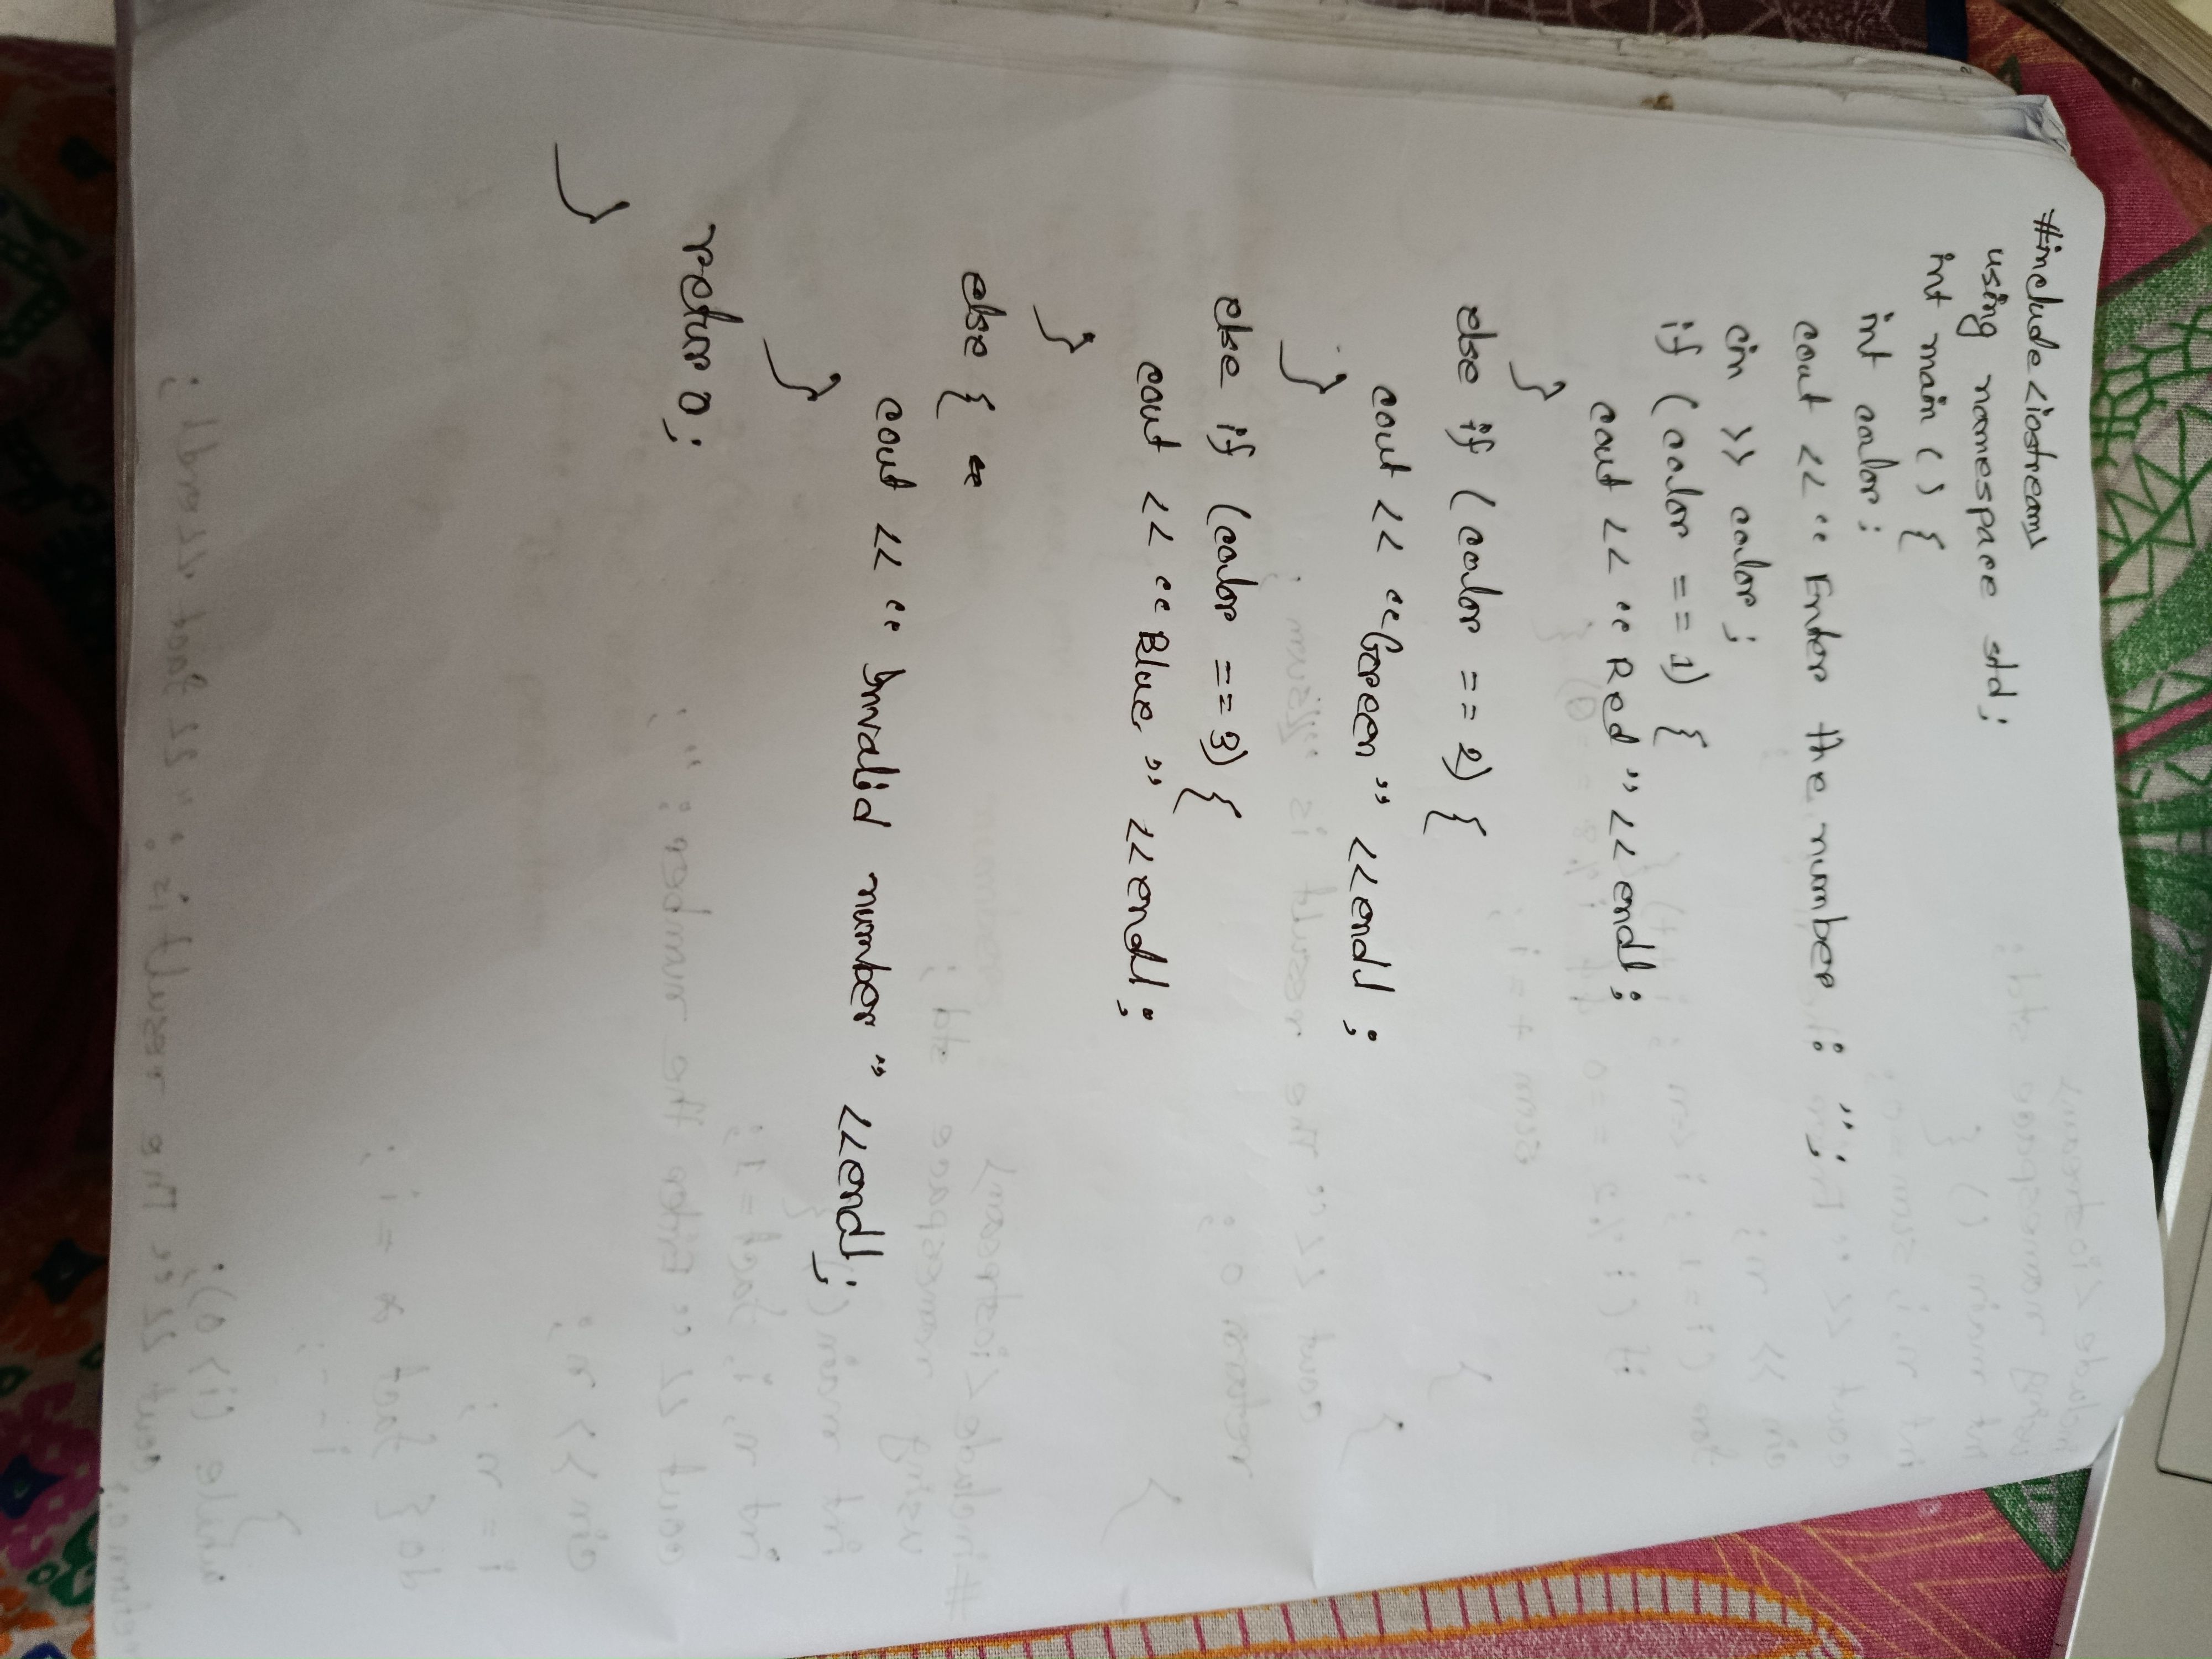 #include<iostream>
using namespace std;
int main () {
int color;
cout << "Enter the number: ";
cin >> color;
if (color == 1) {
cout << "Red" << endl;
}
else if (color == 2) {
cout << "Green" << endl;
}
else if (color == 3) {
cout << "Blue" << endl;
}
else {
cout << "Invalid number" << endl;
}
retur 0;
}